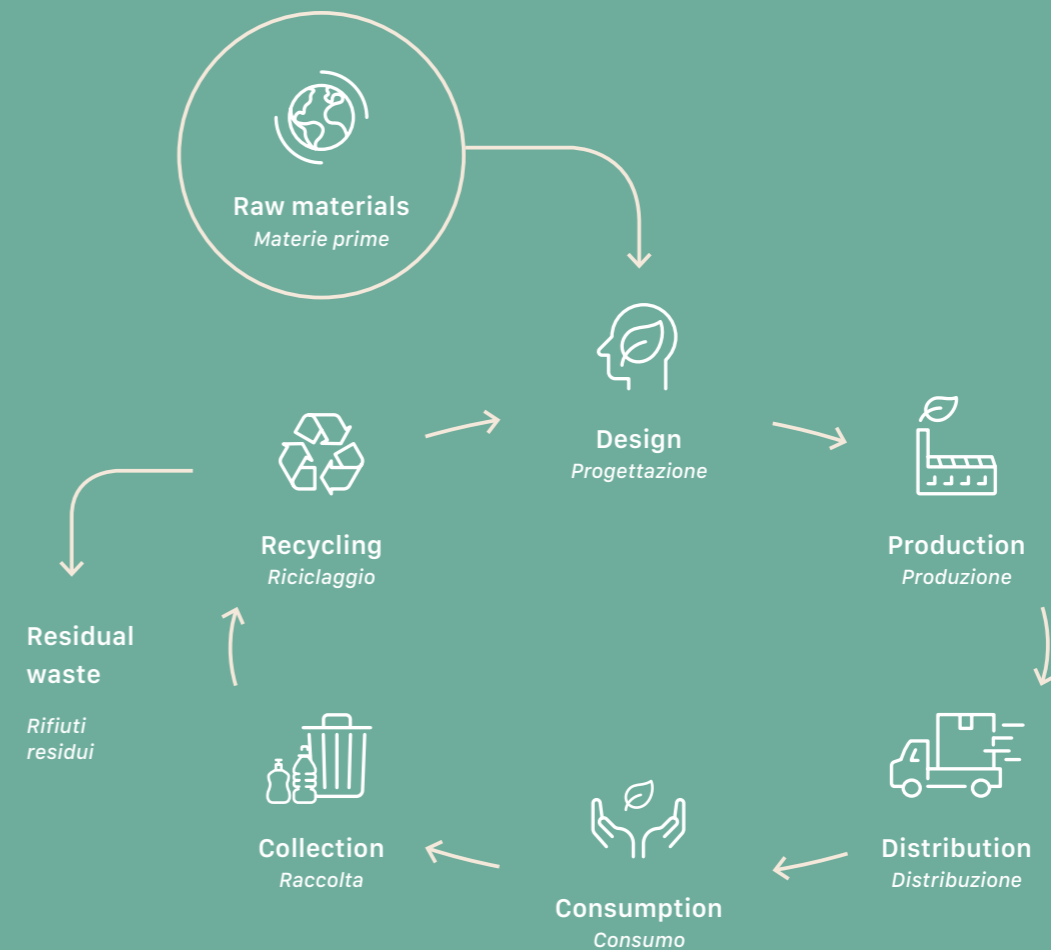 Raw materials
Materie prime
Design
Progettazione
Production
Produzione
Recycling
Riciclaggio
Residual
waste
Rifiuti
residui
Distribution
Distribuzione
Collection
Raccolta
Consumption
Consumo